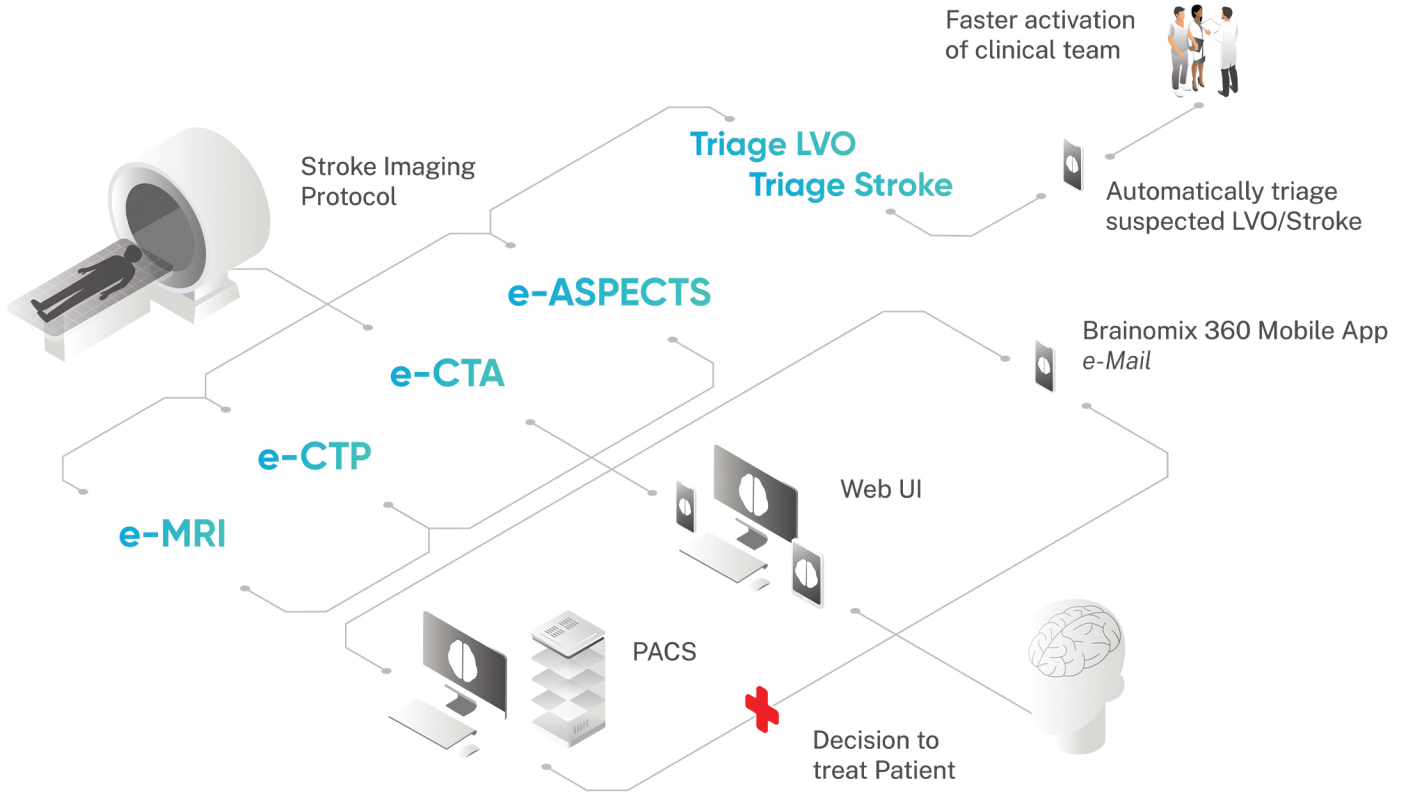 Faster activation
of clinical team
Stroke Imaging
Protocol
Triage LVO
Triage Stroke
Automatically triage
suspected LVO/Stroke
e-ASPECTS
Brainomix 360 Mobile App
e-Mail
e-CTA
e-CTP
Web UI
e-MRI
PACS
Decision to
treat Patient